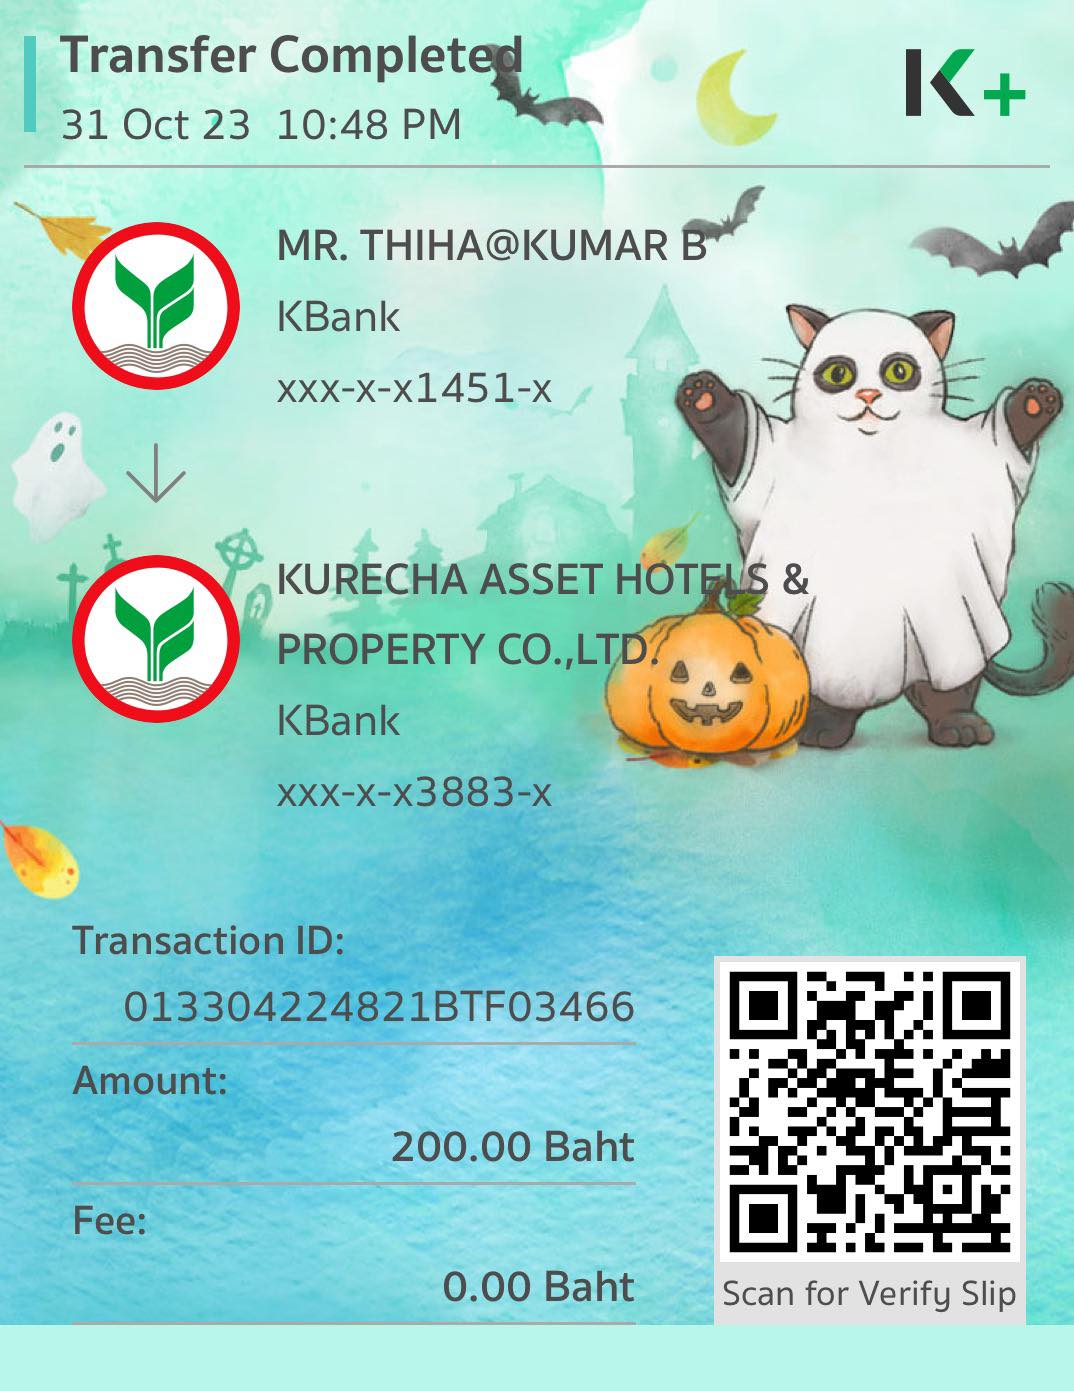 Transfer Completed
31 Oct 23 10:48 PM
K+
MR. THIHA@KUMAR B
KBank
xxx-x-x1451-x
KURECHA ASSET HOTELS &
PROPERTY CO.,LTD.
KBank
xxx-x-x3883-x
Transaction ID:
013304224821BTF03466
Amount:
200.00 Baht
Fee:
0.00 Baht
Scan for Verify Slip